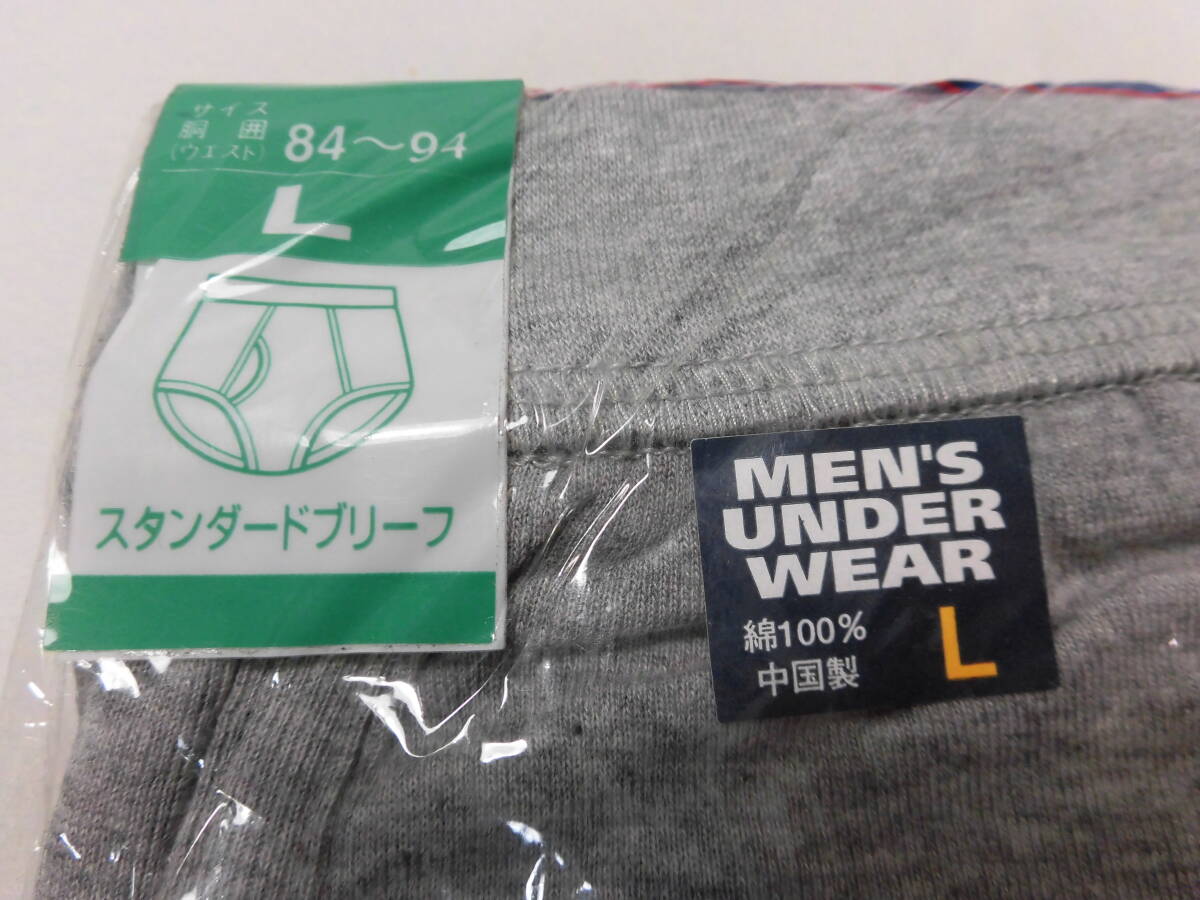 サイズ
胴囲
(ウエスト) 84～94
L
スタンダードブリーフ
MEN'S
UNDER
WEAR
綿100%
中国製
L